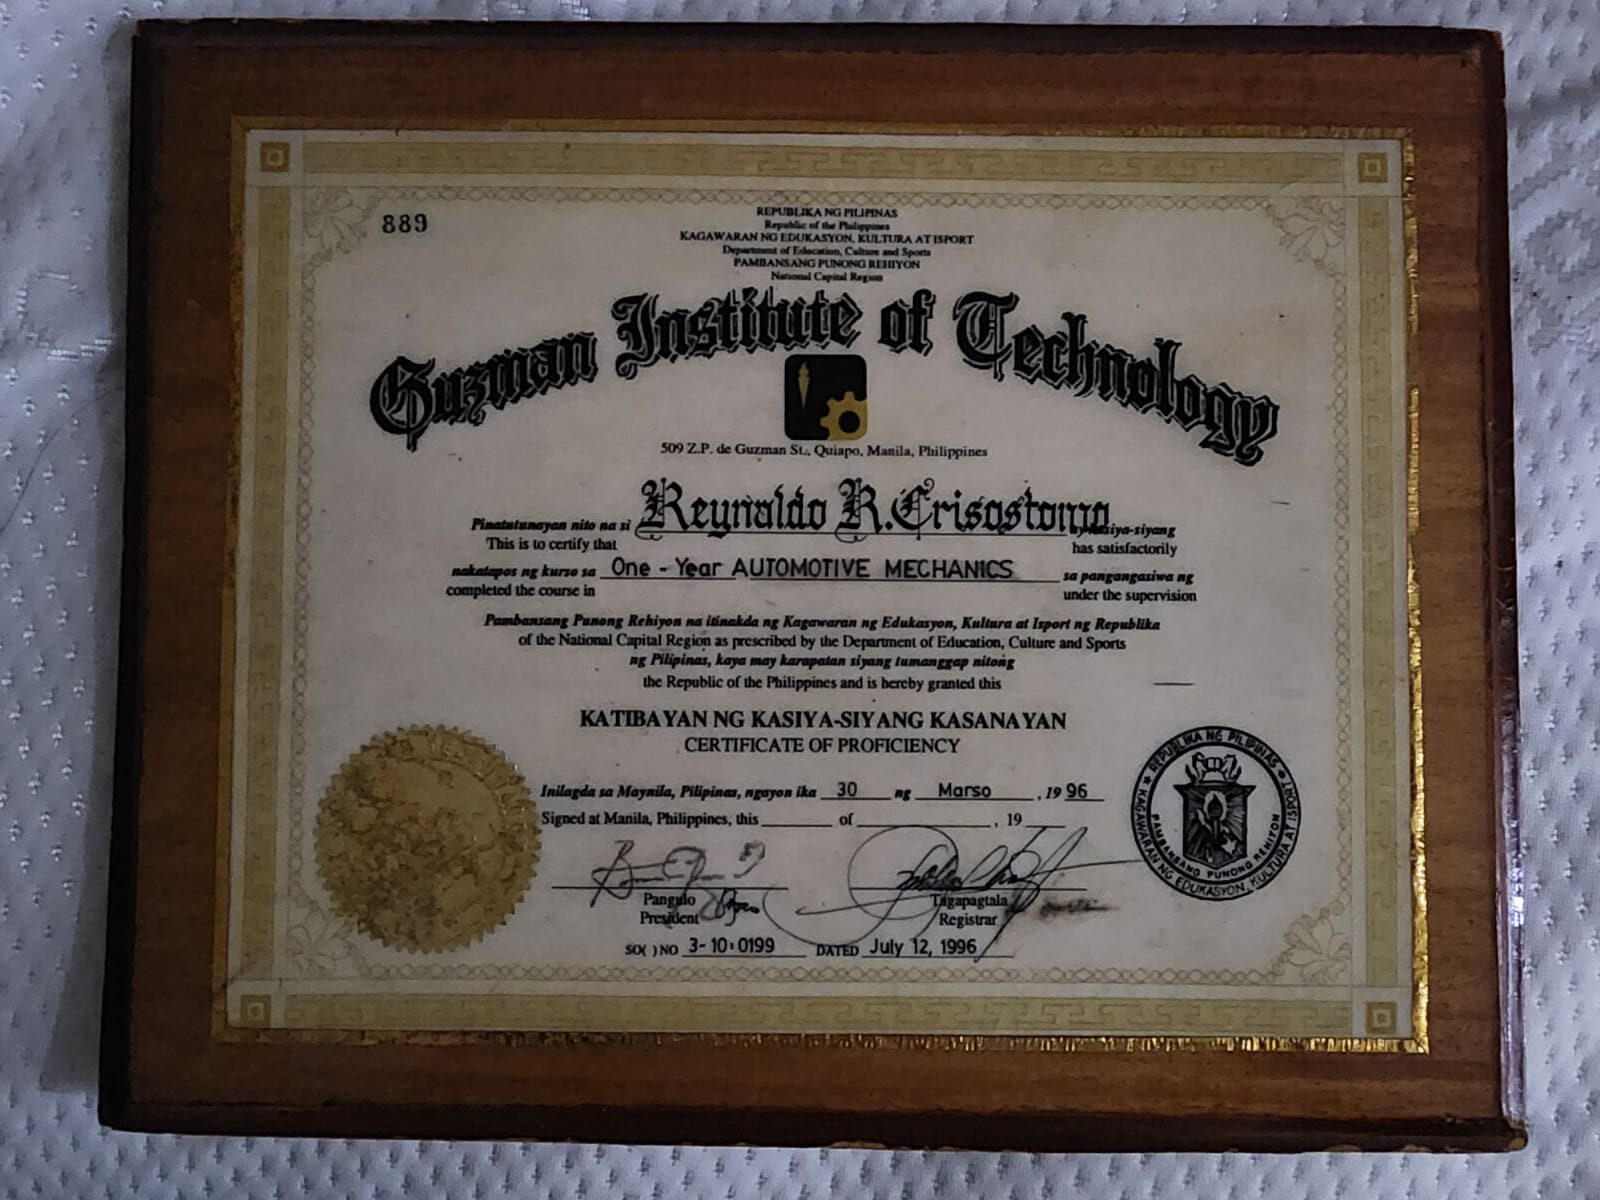 889
REPUBLIKA NG PILIPINAS
Republic of the Philippines
KAGAWARAN NG EDUKASYON, KULTURA AT ISPORT
Department of Education, Culture and Sports
PAMBANSANG PUNONG REHIYON
National Capital Region
Guzman Institute of Technology
509 Z.P. de Guzman St., Quiapo, Manila, Philippines
Pinatutunayan nito na si Reynaldo R. Crisostomo ay kasiya-siyang
This is to certify that has satisfactorily
nakatapos ng kurso sa One - Year AUTOMOTIVE MECHANICS sa pangangasiwa ng
completed the course in under the supervision
Pambansang Punong Rehiyon na itinakda ng Kagawaran ng Edukasyon, Kultura at Isport ng Republika
of the National Capital Region as prescribed by the Department of Education, Culture and Sports
ng Pilipinas, kaya may karapatan siyang tumanggap nitong
the Republic of the Philippines and is hereby granted this
KATIBAYAN NG KASIYA-SIYANG KASANAYAN
CERTIFICATE OF PROFICIENCY
Inilagda sa Maynila, Pilipinas, ngayon ika 30 ng Marso , 19 96
Signed at Manila, Philippines, this of , 19
Pangulo Tagapagtala
President Registrar
SO( ) NO 3-10:0199 DATED July 12, 1996
REPUBLIKA NG PILIPINAS
KAGAWARAN NG EDUKASYON, KULTURA AT ISPORT
PAMBANSANG PUNONG REHIYON